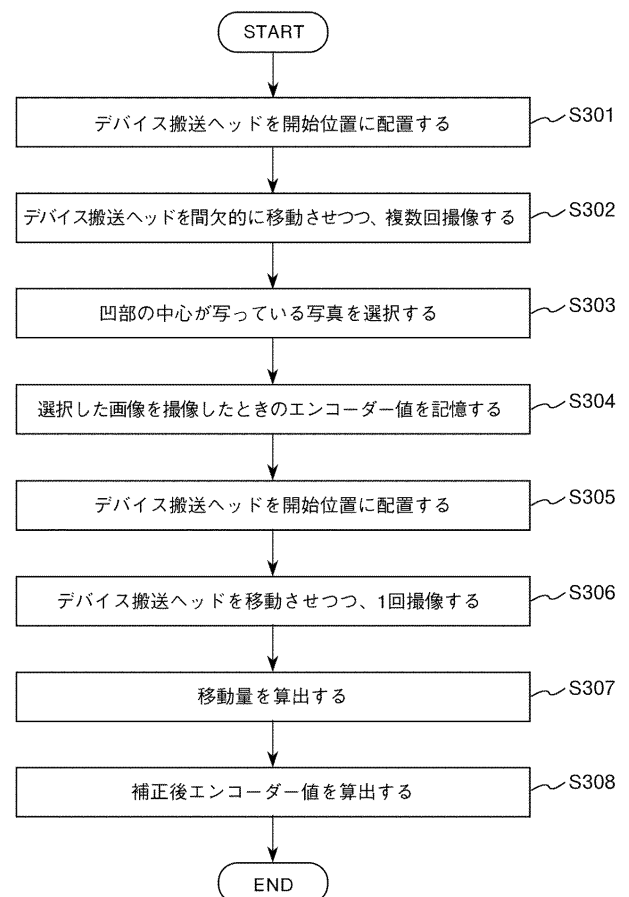 START
デバイス搬送ヘッドを開始位置に配置する
S301
デバイス搬送ヘッドを間欠的に移動させつつ、複数回撮像する
S302
凹部の中心が写っている写真を選択する
S303
選択した画像を撮像したときのエンコーダー値を記憶する
S304
デバイス搬送ヘッドを開始位置に配置する
S305
デバイス搬送ヘッドを移動させつつ、1回撮像する
S306
移動量を算出する
S307
補正後エンコーダー値を算出する
S308
END